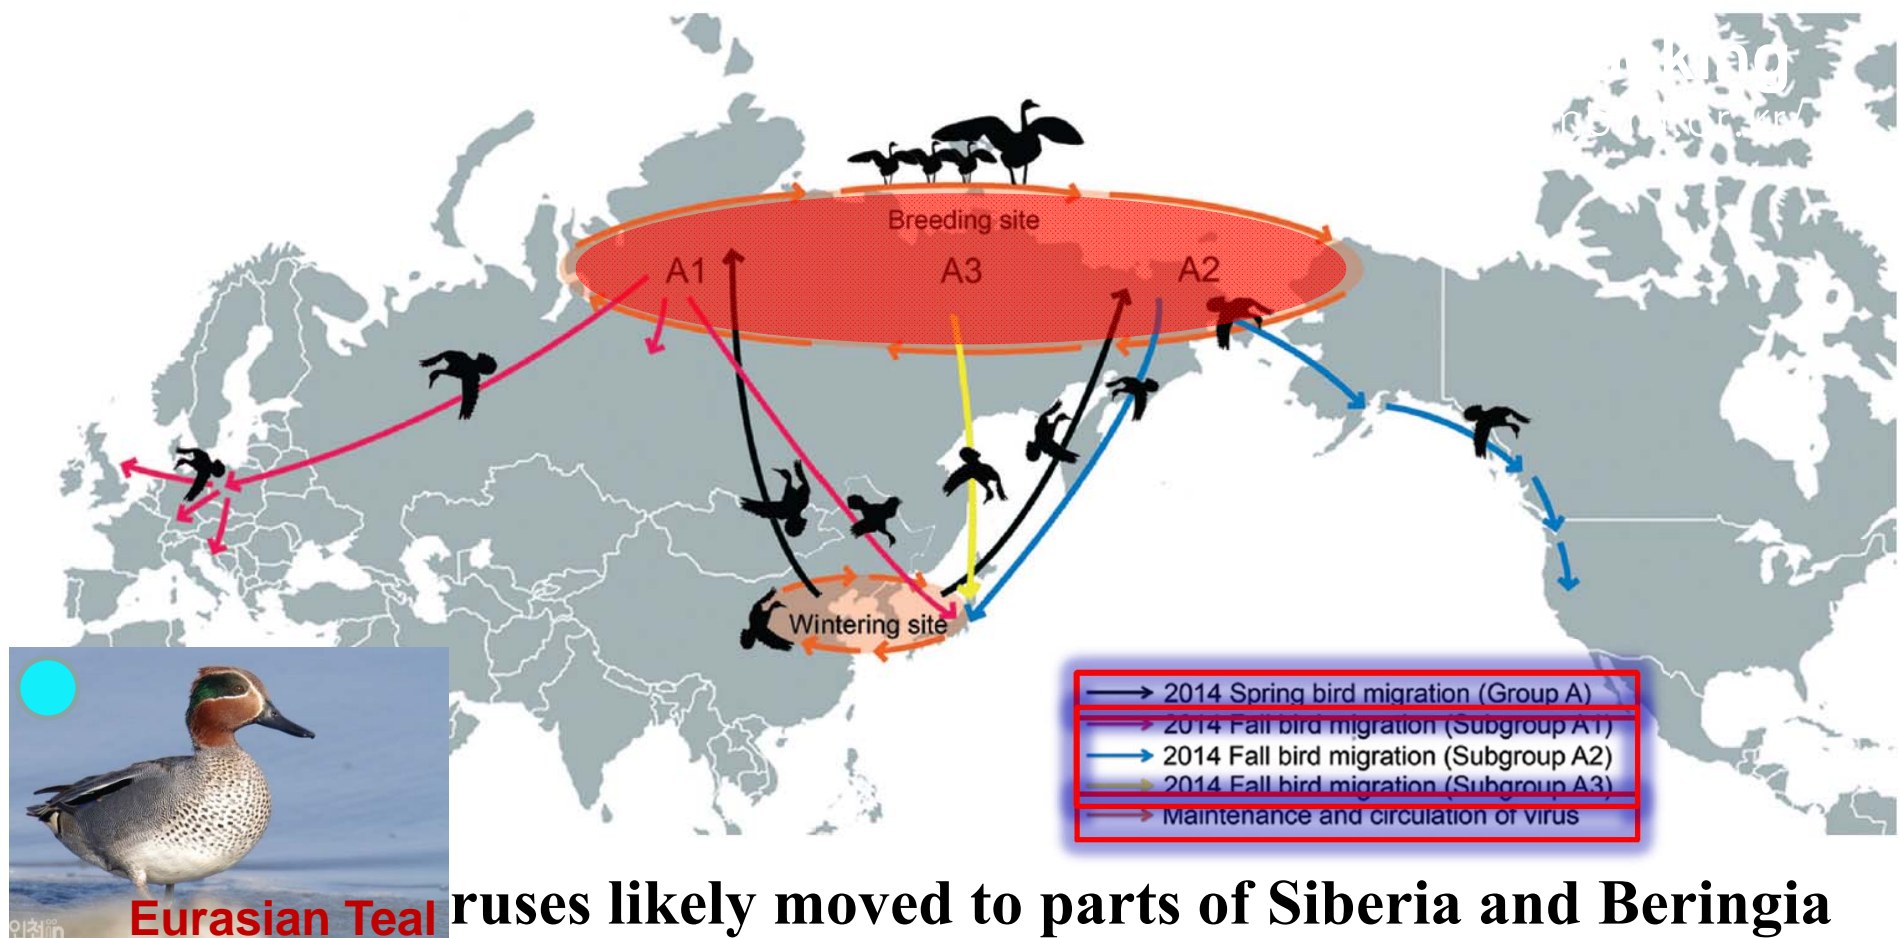 king
Breeding site
A1
A3
A2
Wintering site
2014 Spring bird migration (Group A)
2014 Fall bird migration (Subgroup A1)
2014 Fall bird migration (Subgroup A2)
2014 Fall bird migration (Subgroup A3)
Maintenance and circulation of virus
Eurasian Teal
ruses likely moved to parts of Siberia and Beringia